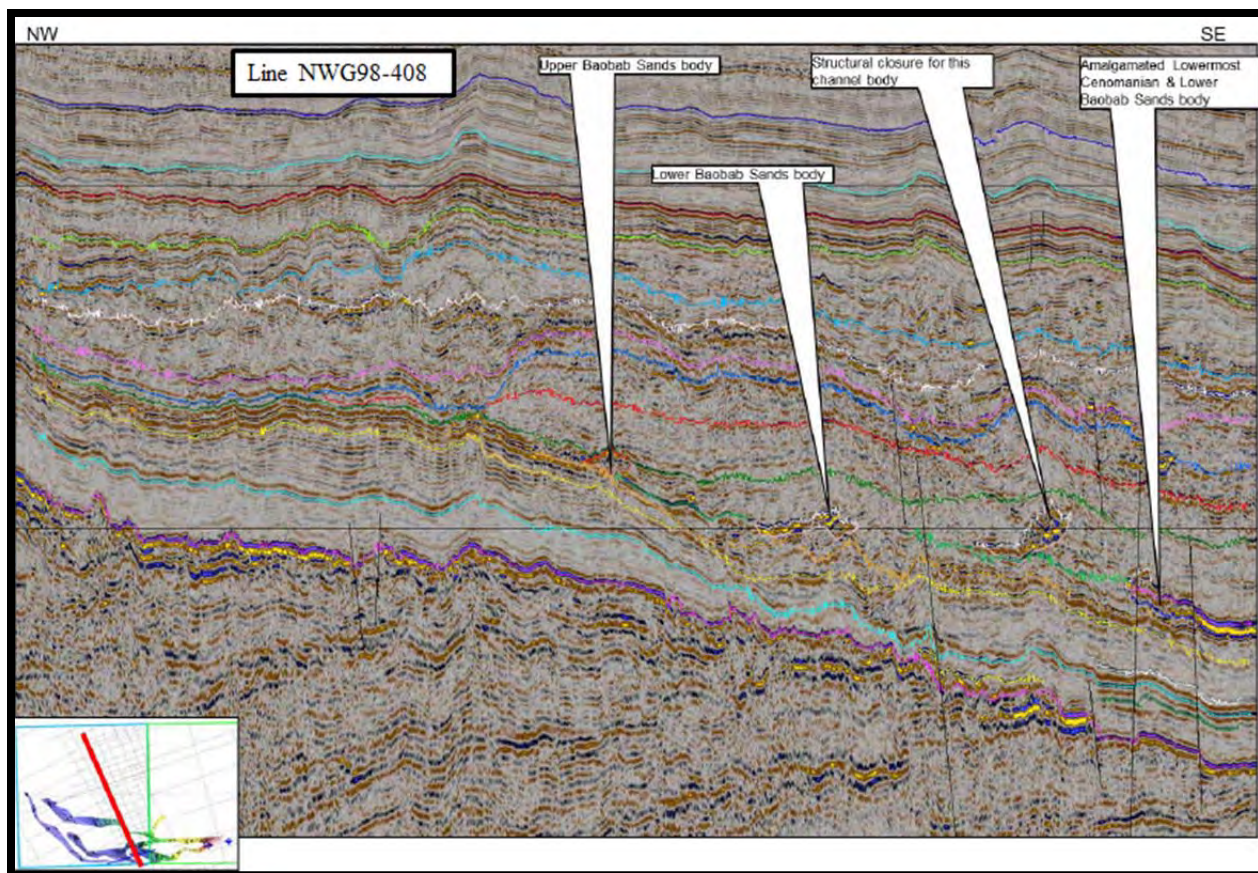 NW
SE
Line NWG98-408
Upper Baobab Sands body
Structural closure for this
channel body
Amalgamated Lowermost
Cenomanian & Lower
Baobab Sands body
Lower Baobab Sands body